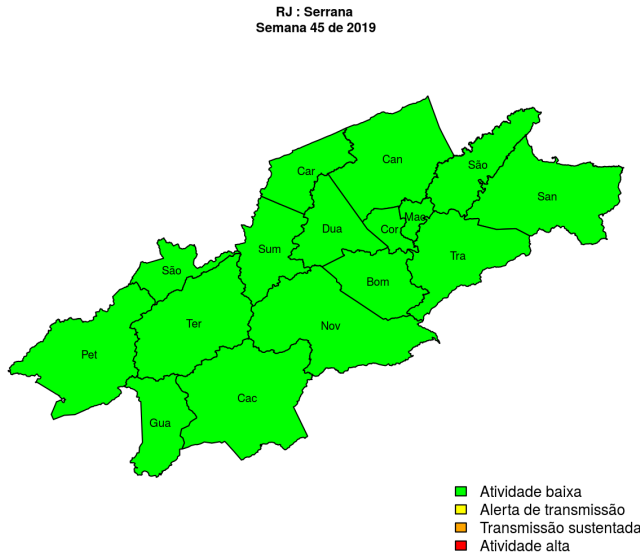 RJ : Serrana
Semana 45 de 2019
Can
São
Car
San
Mac
Dua
Cor
Sum
Tra
São
Bom
Ter
Nov
Pet
Cac
Gua
Atividade baixa
Alerta de transmissão
Transmissão sustentada
Atividade alta